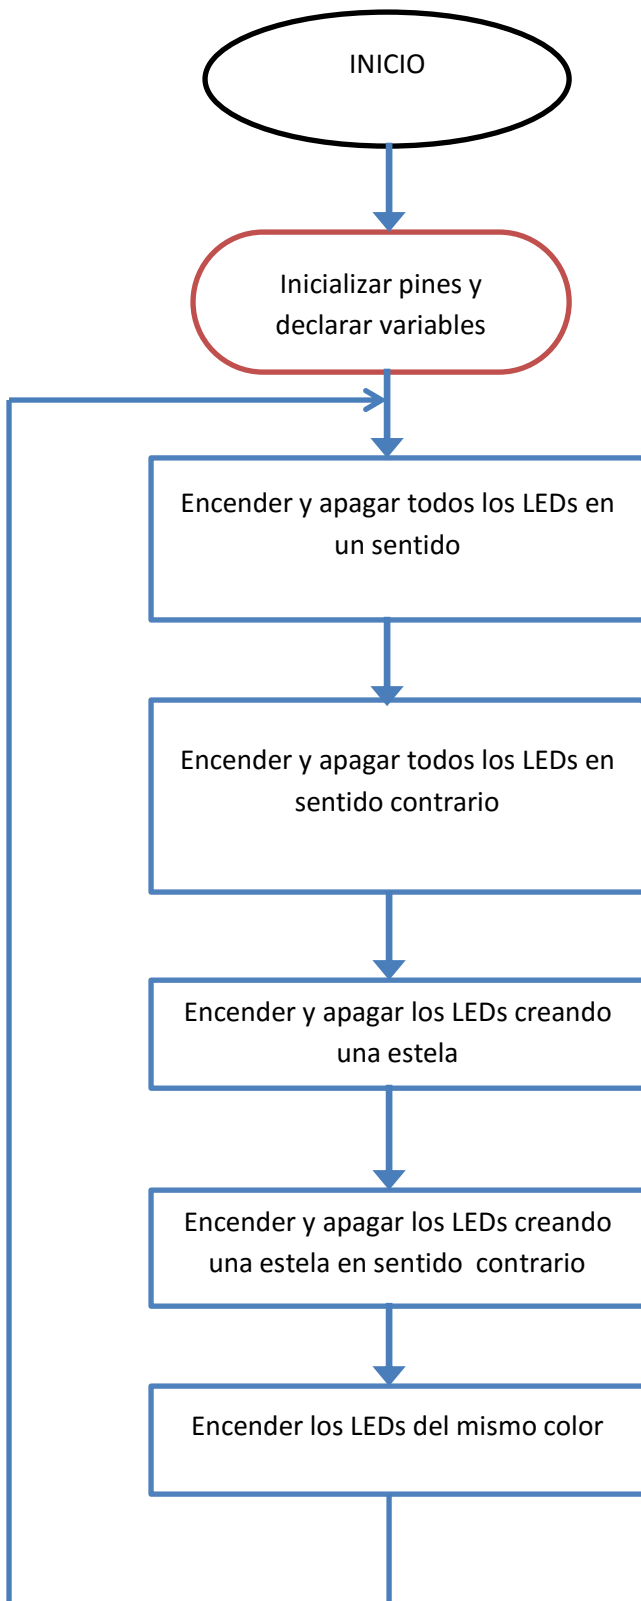 INICIO
Inicializar pines y
declarar variables
Encender y apagar todos los LEDs en
un sentido
Encender y apagar todos los LEDs en
sentido contrario
Encender y apagar los LEDs creando
una estela
Encender y apagar los LEDs creando
una estela en sentido  contrario
Encender los LEDs del mismo color